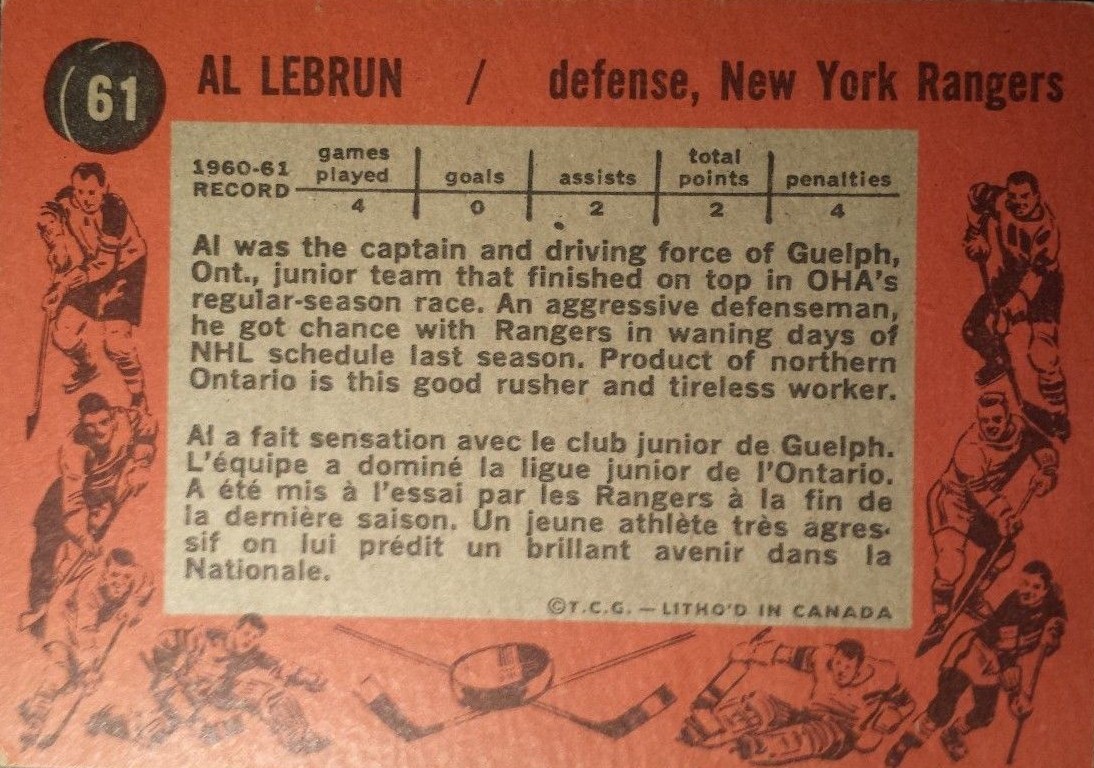 61 AL LEBRUN / defense, New York Rangers
1960-61 RECORD
games played
goals
assists
total points
penalties
4 0 2 2 4
Al was the captain and driving force of Guelph,
Ont., junior team that finished on top in OHA's
regular-season race. An aggressive defenseman,
he got chance with Rangers in waning days of
NHL schedule last season. Product of northern
Ontario is this good rusher and tireless worker.
Al a fait sensation avec le club junior de Guelph.
L'équipe a dominé la ligue junior de l'Ontario.
A été mis à l'essai par les Rangers à la fin de
la dernière saison. Un jeune athlète très agres-
sif on lui prédit un brillant avenir dans la
Nationale.
©T.C.G. — LITHO'D IN CANADA